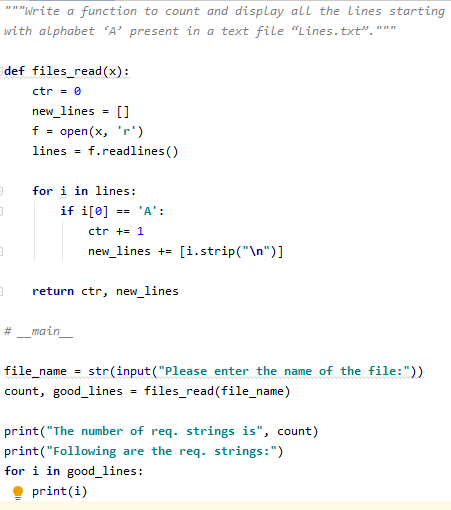 """Write a function to count and display all the lines starting
with alphabet ‘A’ present in a text file “Lines.txt”."""
def files_read(x):
    ctr = 0
    new_lines = []
    f = open(x, 'r')
    lines = f.readlines()
    for i in lines:
        if i[0] == 'A':
            ctr += 1
            new_lines += [i.strip("\n")]
    return ctr, new_lines
# __main__
file_name = str(input("Please enter the name of the file:"))
count, good_lines = files_read(file_name)
print("The number of req. strings is", count)
print("Following are the req. strings:")
for i in good_lines:
    print(i)